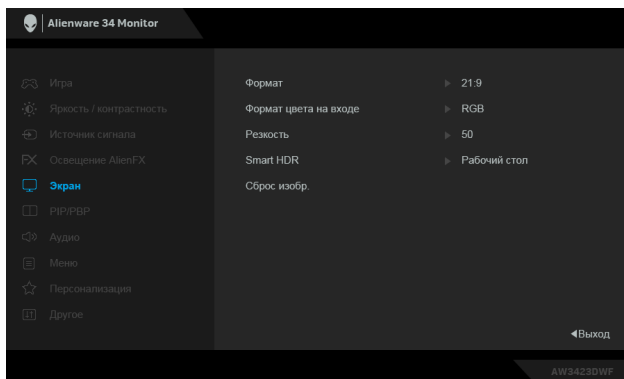 Alienware 34 Monitor
Игра
Яркость / контрастность
Источник сигнала
FX Освещение AlienFX
Экран
PIP/PBP
Аудио
Меню
Персонализация
Другое
Формат 21:9
Формат цвета на входе RGB
Резкость 50
Smart HDR Рабочий стол
Сброс изобр.
Выход
AW3423DWF